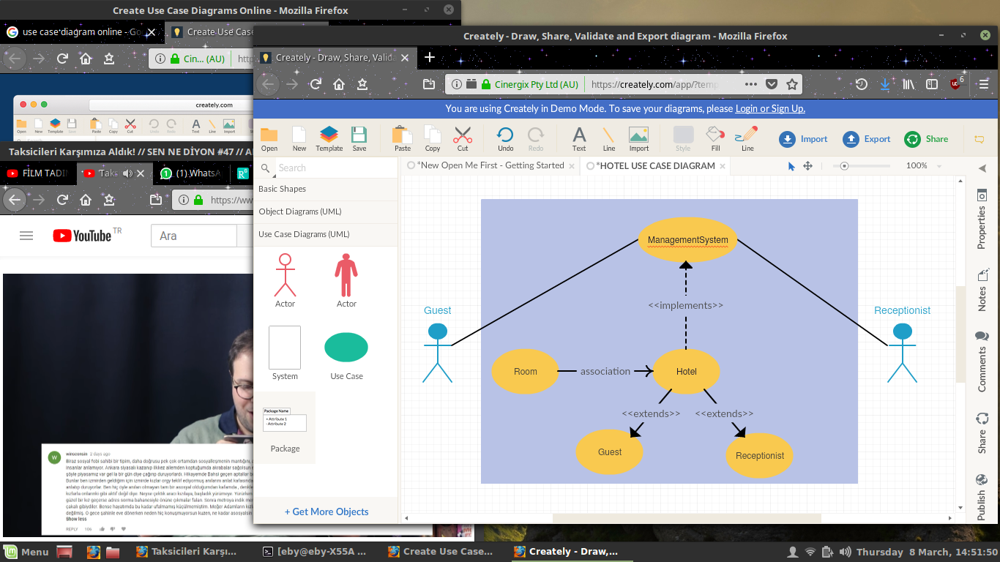 Create Use Case Diagrams Online - Mozilla Firefox
use case diagram online - Go
Create Use Cas
Cin... (AU)
http
creately.com
Open New Template Save Paste Copy Cut Undo Redo Text Line Import
Taksicileri Karşımıza Aldık! // SEN NE DİYON #47 // A
FİLM TADI
Taks
(1) WhatsA
https://ww
YouTube TR
Ara
winsconsin 2 days ago
Show less
REPLY 106
Creately - Draw, Share, Validate and Export diagram - Mozilla Firefox
Creately - Draw, Share, Valida
Cinergix Pty Ltd (AU)
https://creately.com/app/?temp
6
You are using Creately in Demo Mode. To save your diagrams, please Login or Sign Up.
Open New Template Save Paste Copy Cut Undo Redo Text Line Import Style Fill Line
Import Export Share
Search
*New Open Me First - Getting Started
*HOTEL USE CASE DIAGRAM
100%
Basic Shapes
Object Diagrams (UML)
Use Case Diagrams (UML)
Actor
Actor
System
Use Case
Package Name
+ Attribute 1
- Attribute 2
Package
+ Get More Objects
ManagementSystem
<<implements>>
Guest
Receptionist
Room
association
Hotel
<<extends>>
<<extends>>
Guest
Receptionist
Properties
Notes
Comments
Share
Publish
Menu
Taksicileri Karşı...
[eby@eby-X55A ...
Create Use Case...
Creately - Draw,...
Thursday 8 March, 14:51:50